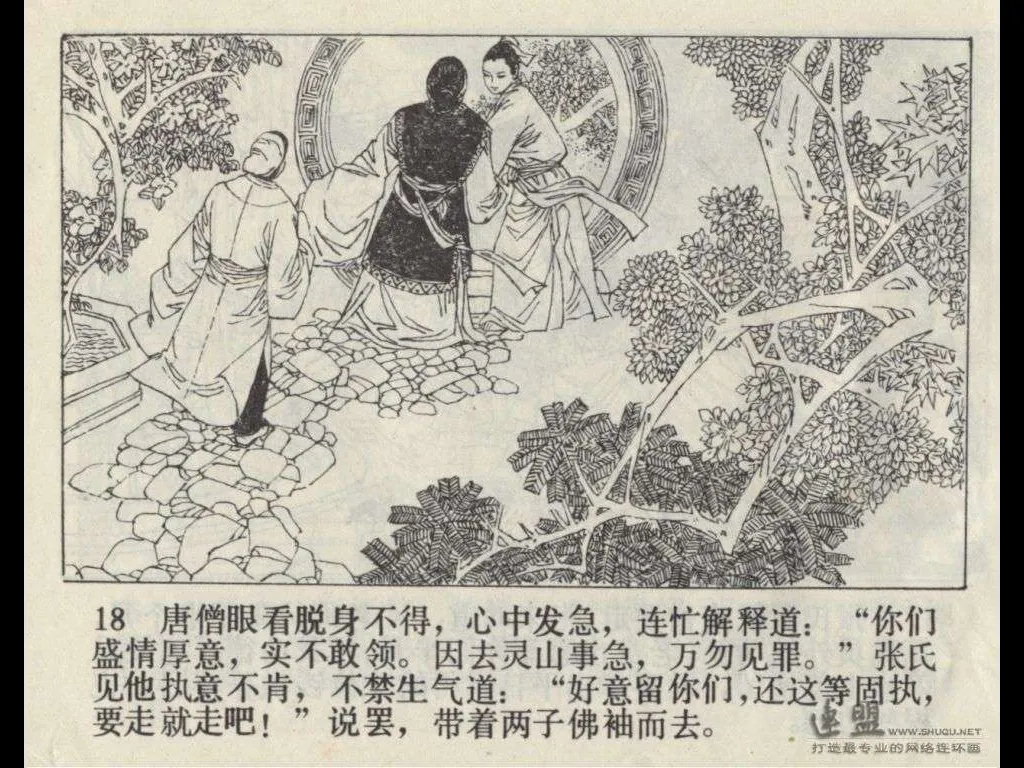 18 唐僧眼看脱身不得，心中发急，连忙解释道：“你们
盛情厚意，实不敢领。因去灵山事急，万勿见罪。”张氏
见他执意不肯，不禁生气道：“好意留你们，还这等固执，
要走就走吧！”说罢，带着两子佛袖而去。
连盟 WWW.SHUQU.NET
打造最专业的网络连环画